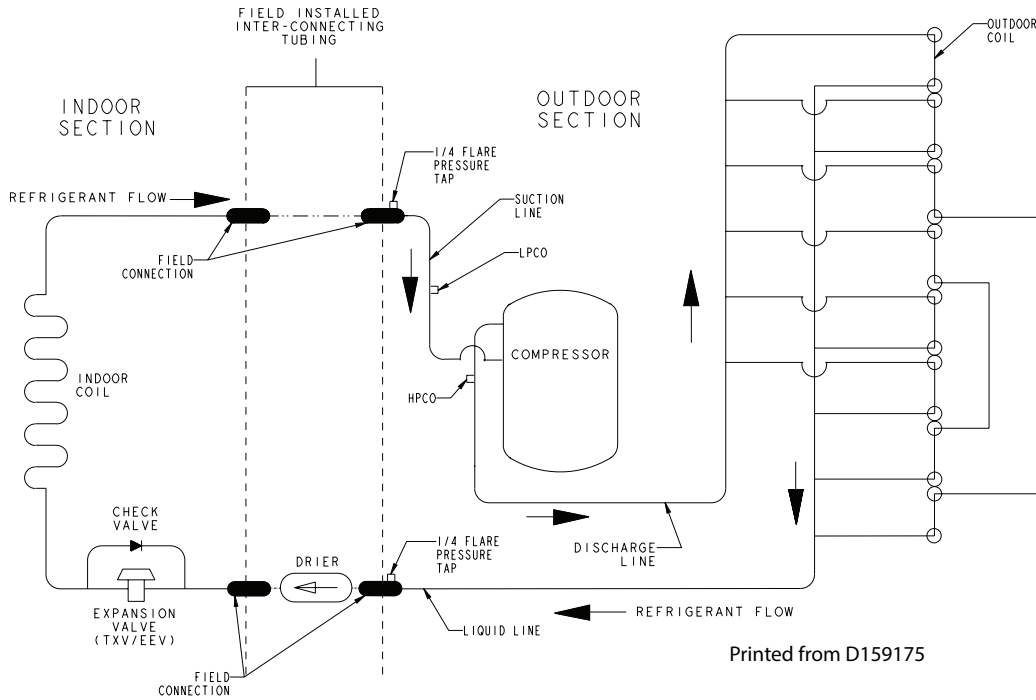 FIELD INSTALLED
INTER-CONNECTING
TUBING
OUTDOOR
COIL
INDOOR
SECTION
OUTDOOR
SECTION
1/4 FLARE
PRESSURE
TAP
REFRIGERANT FLOW
SUCTION
LINE
FIELD
CONNECTION
LPCO
COMPRESSOR
INDOOR
COIL
HPCO
CHECK
VALVE
DRIER
1/4 FLARE
PRESSURE
TAP
DISCHARGE
LINE
EXPANSION
VALVE
(TXV/EEV)
LIQUID LINE
REFRIGERANT FLOW
FIELD
CONNECTION
Printed from D159175